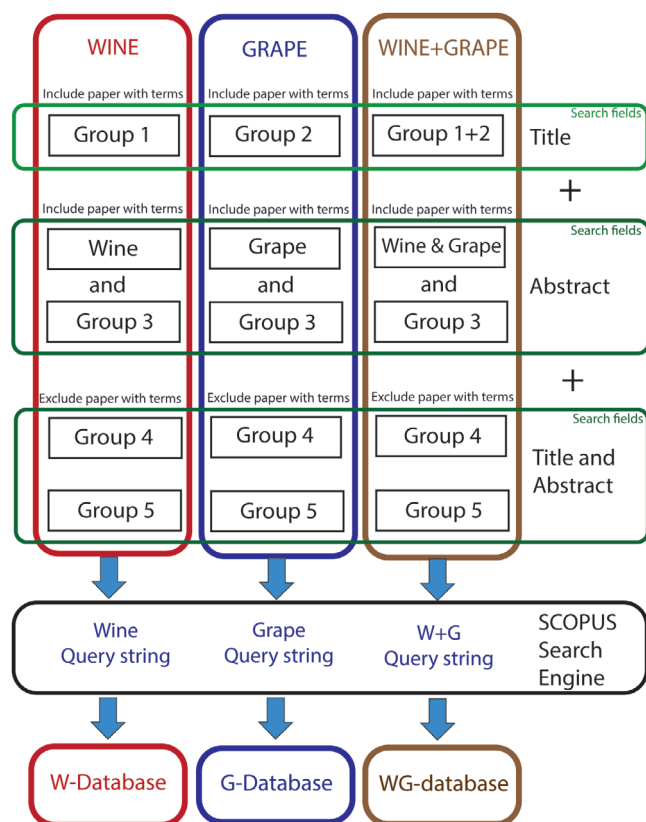 WINE
GRAPE
WINE+GRAPE
Include paper with terms
Include paper with terms
Include paper with terms
Search fields
Group 1
Group 2
Group 1+2
Title
+
Include paper with terms
Include paper with terms
Include paper with terms
Search fields
Wine
Grape
Wine & Grape
and
and
and
Abstract
Group 3
Group 3
Group 3
+
Exclude paper with terms
Exclude paper with terms
Exclude paper with terms
Search fields
Group 4
Group 4
Group 4
Title and
Abstract
Group 5
Group 5
Group 5
Wine
Query string
Grape
Query string
W+G
Query string
SCOPUS
Search
Engine
W-Database
G-Database
WG-database